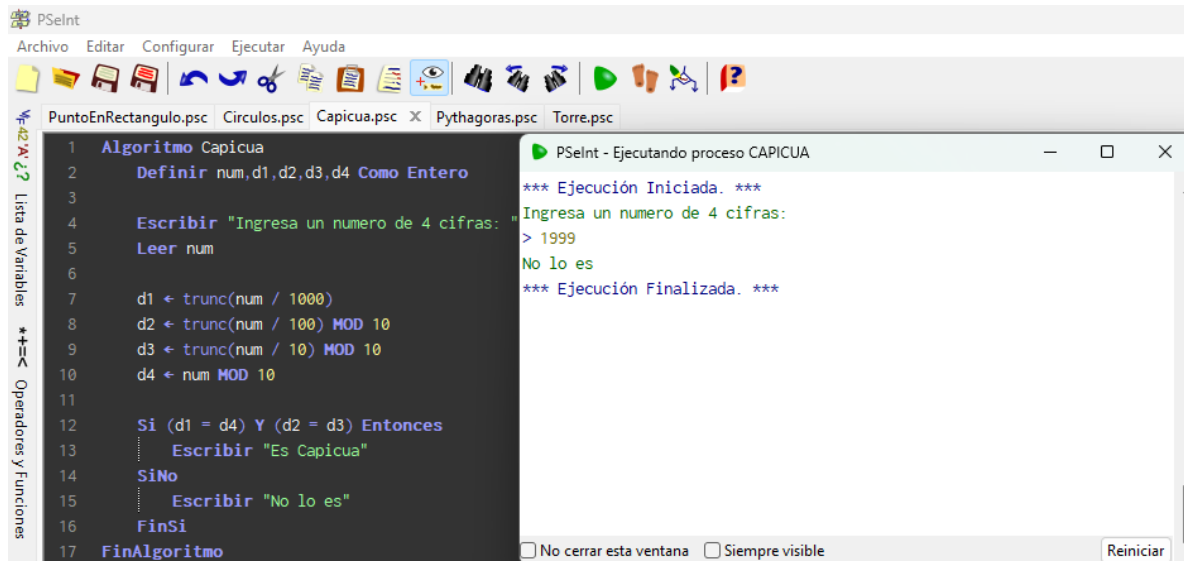 PSeInt
Archivo Editar Configurar Ejecutar Ayuda
PuntoEnRectangulo.psc Circulos.psc Capicua.psc X Pythagoras.psc Torre.psc
42 'A' ¿? Lista de Variables
*+=< Operadores y Funciones
1 Algoritmo Capicua
2 Definir num,d1,d2,d3,d4 Como Entero
3
4 Escribir "Ingresa un numero de 4 cifras: "
5 Leer num
6
7 d1 ← trunc(num / 1000)
8 d2 ← trunc(num / 100) MOD 10
9 d3 ← trunc(num / 10) MOD 10
10 d4 ← num MOD 10
11
12 Si (d1 = d4) Y (d2 = d3) Entonces
13 Escribir "Es Capicua"
14 SiNo
15 Escribir "No lo es"
16 FinSi
17 FinAlgoritmo
PSeInt - Ejecutando proceso CAPICUA
*** Ejecución Iniciada. ***
Ingresa un numero de 4 cifras:
> 1999
No lo es
*** Ejecución Finalizada. ***
No cerrar esta ventana Siempre visible Reiniciar